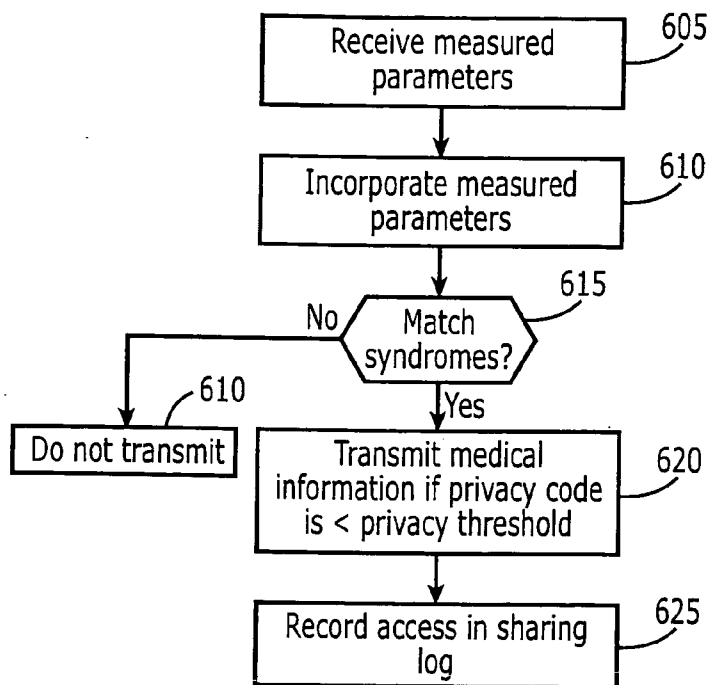 Receive measured
parameters
605
Incorporate measured
parameters
610
Match
syndromes?
615
No
Yes
Do not transmit
610
Transmit medical
information if privacy code
is < privacy threshold
620
Record access in sharing
log
625